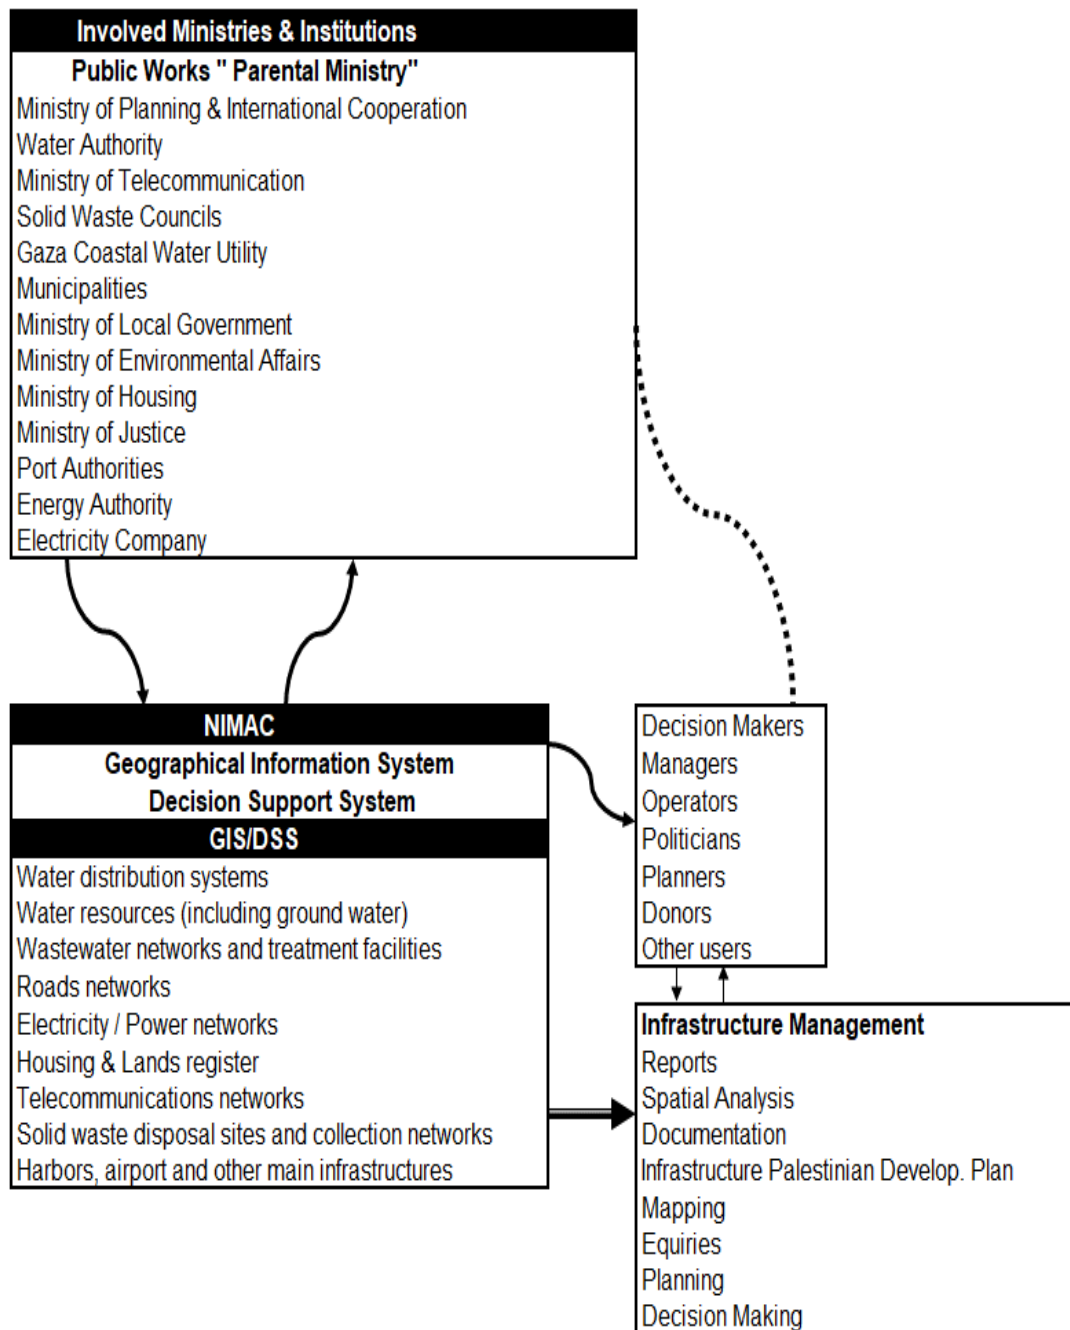 Involved Ministries & Institutions
Public Works " Parental Ministry"
Ministry of Planning & International Cooperation
Water Authority
Ministry of Telecommunication
Solid Waste Councils
Gaza Coastal Water Utility
Municipalities
Ministry of Local Government
Ministry of Environmental Affairs
Ministry of Housing
Ministry of Justice
Port Authorities
Energy Authority
Electricity Company
NIMAC
Geographical Information System
Decision Support System
GIS/DSS
Water distribution systems
Water resources (including ground water)
Wastewater networks and treatment facilities
Roads networks
Electricity / Power networks
Housing & Lands register
Telecommunications networks
Solid waste disposal sites and collection networks
Harbors, airport and other main infrastructures
Decision Makers
Managers
Operators
Politicians
Planners
Donors
Other users
Infrastructure Management
Reports
Spatial Analysis
Documentation
Infrastructure Palestinian Develop. Plan
Mapping
Equiries
Planning
Decision Making